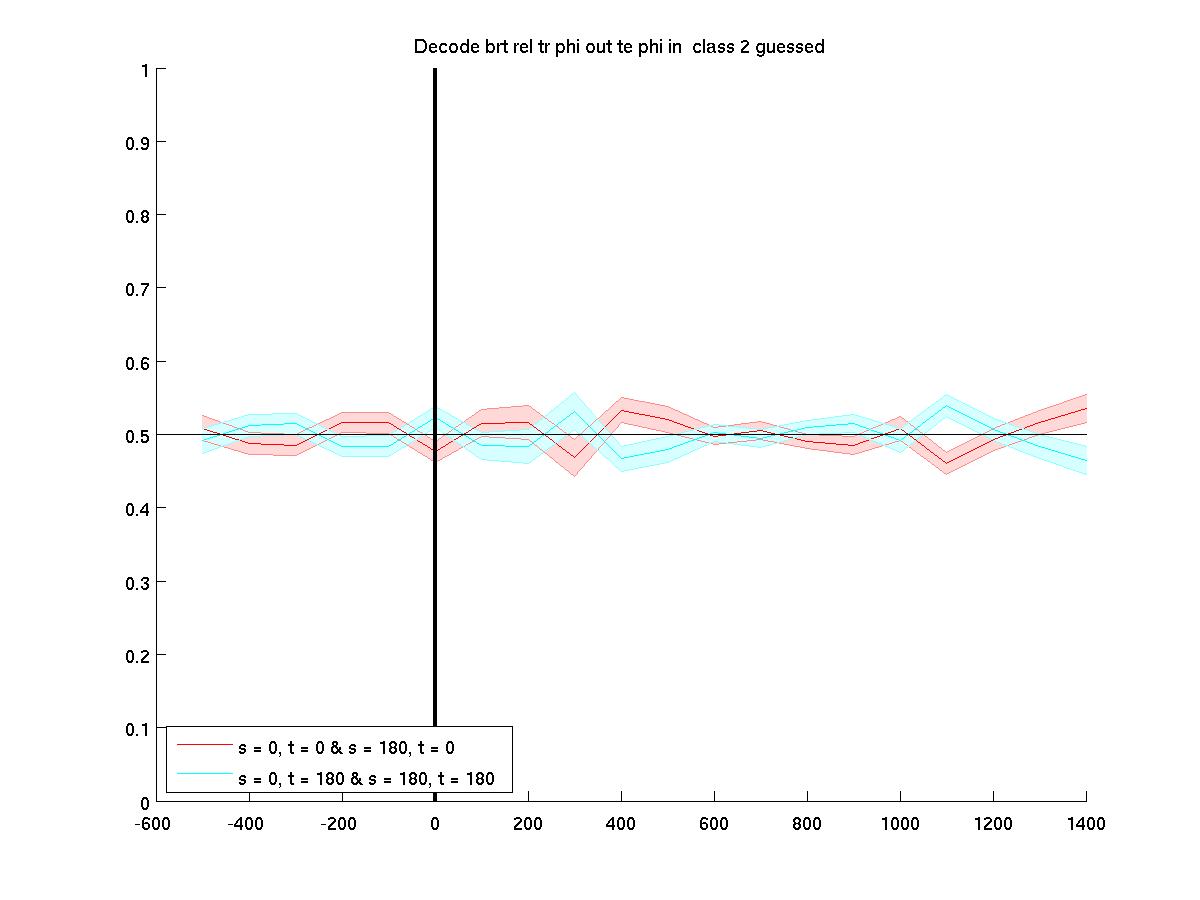 Decode brt rel tr phi out te phi in  class 2 guessed
1
0.9
0.8
0.7
0.6
0.5
0.4
0.3
0.2
0.1
0
s = 0, t = 0 & s = 180, t = 0
s = 0, t = 180 & s = 180, t = 180
-600 -400 -200 0 200 400 600 800 1000 1200 1400